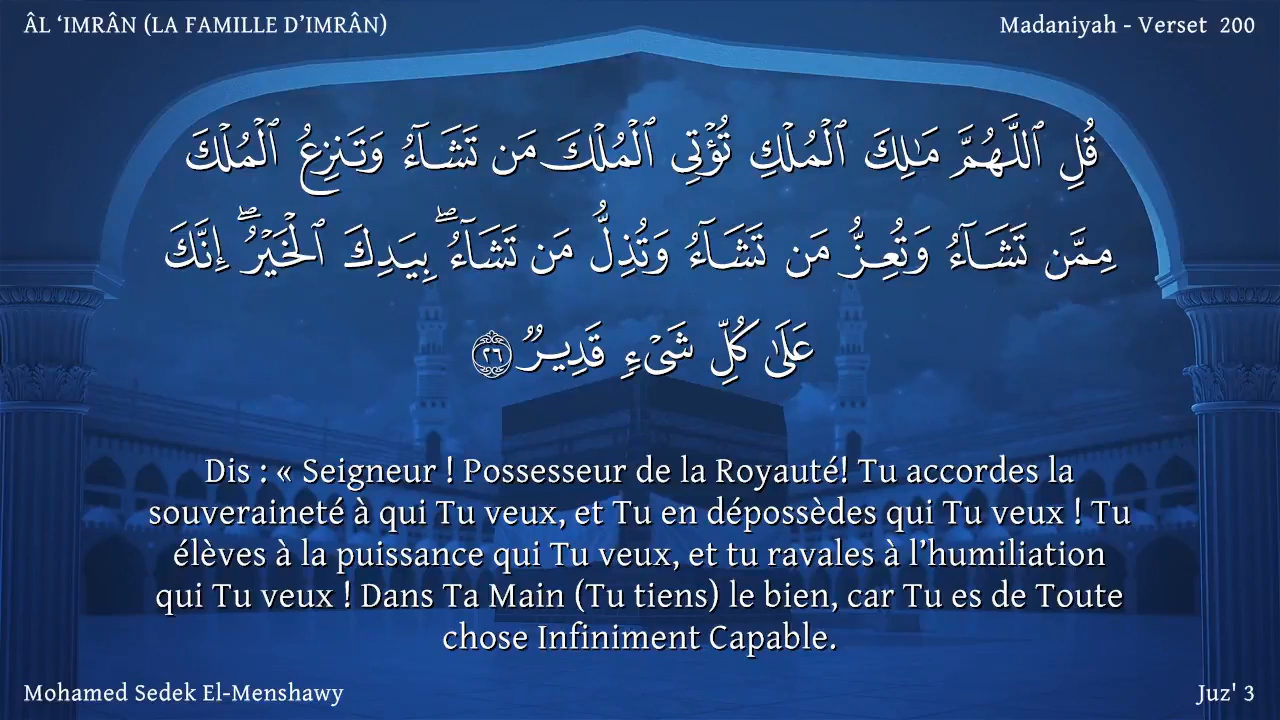 ÂL ‘IMRÂN (LA FAMILLE D’IMRÂN)
Madaniyah - Verset 200
قُلِ ٱللَّهُمَّ مَـٰلِكَ ٱلْمُلْكِ تُؤْتِى ٱلْمُلْكَ مَن تَشَآءُ وَتَنزِعُ ٱلْمُلْكَ
مِمَّن تَشَآءُ وَتُعِزُّ مَن تَشَآءُ وَتُذِلُّ مَن تَشَآءُ ۖ بِيَدِكَ ٱلْخَيْرُ ۖ إِنَّكَ
عَلَىٰ كُلِّ شَىْءٍ قَدِيرٌ ٢٦
Dis : « Seigneur ! Possesseur de la Royauté! Tu accordes la
souveraineté à qui Tu veux, et Tu en dépossèdes qui Tu veux ! Tu
élèves à la puissance qui Tu veux, et tu ravales à l’humiliation
qui Tu veux ! Dans Ta Main (Tu tiens) le bien, car Tu es de Toute
chose Infiniment Capable.
Mohamed Sedek El-Menshawy
Juz' 3